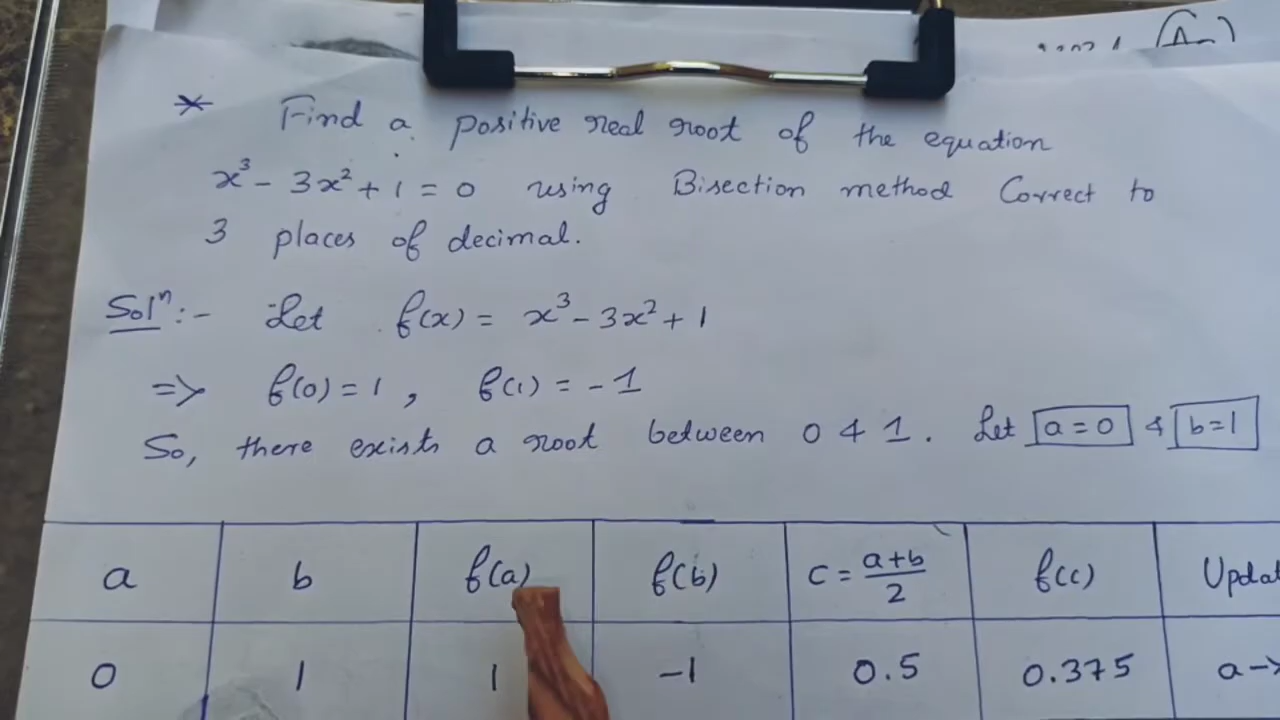 * Find a positive real root of the equation
x³ - 3x² + 1 = 0 using Bisection method Correct to
3 places of decimal.
Solⁿ:- Let f(x) = x³ - 3x² + 1
=> f(0) = 1, f(1) = -1
So, there exists a root between 0 & 1. Let a = 0 & b = 1
a b f(a) f(b) c = (a+b)/2 f(c)
0 1 1 -1 0.5 0.375 a ->